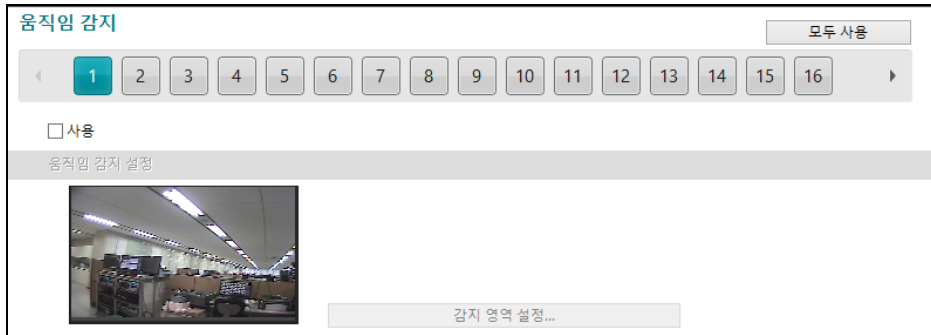 움직임 감지
모두 사용
1 2 3 4 5 6 7 8 9 10 11 12 13 14 15 16
사용
움직임 감지 설정
감지 영역 설정...